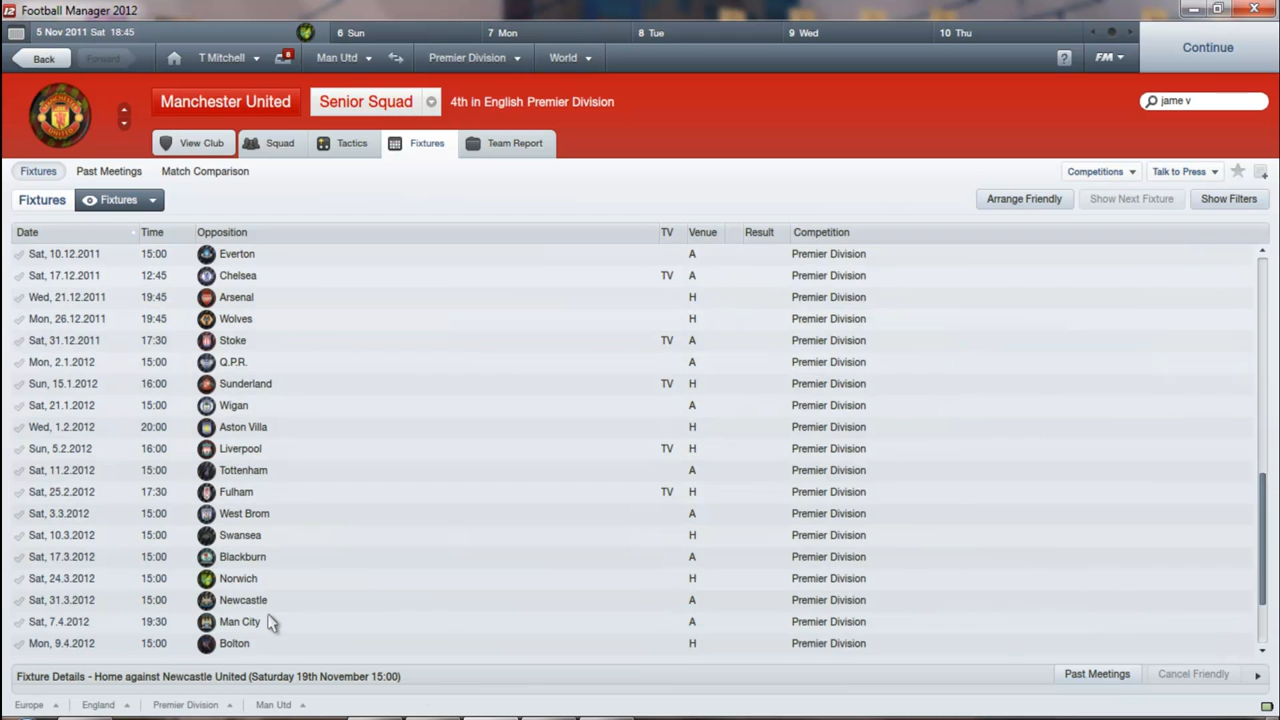 Football Manager 2012
5 Nov 2011 Sat 18:45 6 Sun 7 Mon 8 Tue 9 Wed 10 Thu
Continue
Back Forward T Mitchell 8 Man Utd Premier Division World ? FM
Manchester United Senior Squad 4th in English Premier Division jame v
View Club Squad Tactics Fixtures Team Report
Fixtures Past Meetings Match Comparison Competitions Talk to Press
Fixtures Fixtures Arrange Friendly Show Next Fixture Show Filters
Date Time Opposition TV Venue Result Competition
Sat, 10.12.2011 15:00 Everton A Premier Division
Sat, 17.12.2011 12:45 Chelsea TV A Premier Division
Wed, 21.12.2011 19:45 Arsenal H Premier Division
Mon, 26.12.2011 19:45 Wolves H Premier Division
Sat, 31.12.2011 17:30 Stoke TV A Premier Division
Mon, 2.1.2012 15:00 Q.P.R. A Premier Division
Sun, 15.1.2012 16:00 Sunderland TV H Premier Division
Sat, 21.1.2012 15:00 Wigan A Premier Division
Wed, 1.2.2012 20:00 Aston Villa H Premier Division
Sun, 5.2.2012 16:00 Liverpool TV H Premier Division
Sat, 11.2.2012 15:00 Tottenham A Premier Division
Sat, 25.2.2012 17:30 Fulham TV H Premier Division
Sat, 3.3.2012 15:00 West Brom A Premier Division
Sat, 10.3.2012 15:00 Swansea H Premier Division
Sat, 17.3.2012 15:00 Blackburn A Premier Division
Sat, 24.3.2012 15:00 Norwich H Premier Division
Sat, 31.3.2012 15:00 Newcastle A Premier Division
Sat, 7.4.2012 19:30 Man City A Premier Division
Mon, 9.4.2012 15:00 Bolton H Premier Division
Fixture Details - Home against Newcastle United (Saturday 19th November 15:00) Past Meetings Cancel Friendly
Europe England Premier Division Man Utd